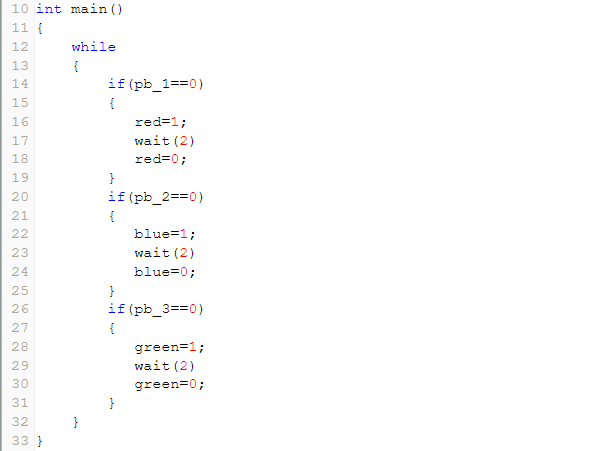 10 int main()
11 {
12     while
13     {
14         if(pb_1==0)
15         {
16            red=1;
17            wait(2)
18            red=0;
19         }
20         if(pb_2==0)
21         {
22            blue=1;
23            wait(2)
24            blue=0;
25         }
26         if(pb_3==0)
27         {
28            green=1;
29            wait(2)
30            green=0;
31         }
32     }
33 }